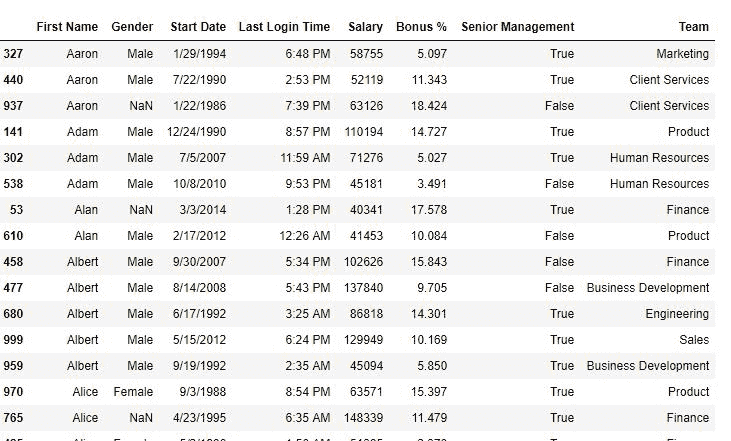 First Name Gender Start Date Last Login Time Salary Bonus % Senior Management Team
327 Aaron Male 1/29/1994 6:48 PM 58755 5.097 True Marketing
440 Aaron Male 7/22/1990 2:53 PM 52119 11.343 True Client Services
937 Aaron NaN 1/22/1986 7:39 PM 63126 18.424 False Client Services
141 Adam Male 12/24/1990 8:57 PM 110194 14.727 True Product
302 Adam Male 7/5/2007 11:59 AM 71276 5.027 True Human Resources
538 Adam Male 10/8/2010 9:53 PM 45181 3.491 False Human Resources
53 Alan NaN 3/3/2014 1:28 PM 40341 17.578 True Finance
610 Alan Male 2/17/2012 12:26 AM 41453 10.084 False Product
458 Albert Male 9/30/2007 5:34 PM 102626 15.843 False Finance
477 Albert Male 8/14/2008 5:43 PM 137840 9.705 False Business Development
680 Albert Male 6/17/1992 3:25 AM 86818 14.301 True Engineering
999 Albert Male 5/15/2012 6:24 PM 129949 10.169 True Sales
959 Albert Male 9/19/1992 2:35 AM 45094 5.850 True Business Development
970 Alice Female 9/3/1988 8:54 PM 63571 15.397 True Product
765 Alice NaN 4/23/1995 6:35 AM 148339 11.479 True Finance